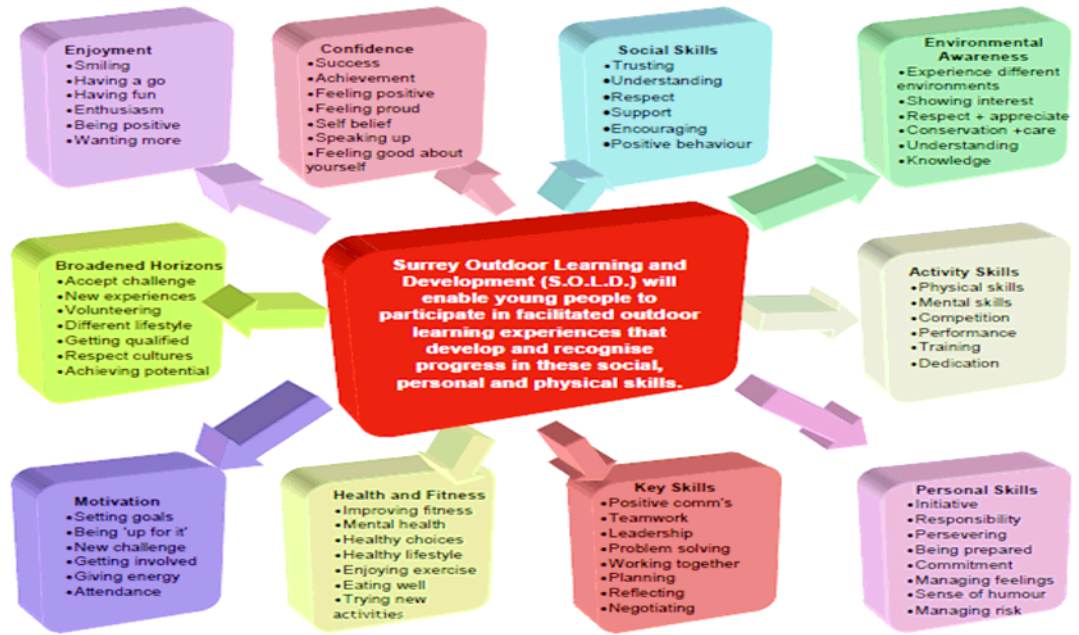 Enjoyment
•Smiling
•Having a go
•Having fun
•Enthusiasm
•Being positive
•Wanting more
Confidence
•Success
•Achievement
•Feeling positive
•Feeling proud
•Self belief
•Speaking up
•Feeling good about
yourself
Social Skills
•Trusting
•Understanding
•Respect
•Support
•Encouraging
•Positive behaviour
Environmental
Awareness
•Experience different
environments
•Showing interest
•Respect + appreciate
•Conservation +care
•Understanding
•Knowledge
Broadened Horizons
•Accept challenge
•New experiences
•Volunteering
•Different lifestyle
•Getting qualified
•Respect cultures
•Achieving potential
Surrey Outdoor Learning and
Development (S.O.L.D.) will
enable young people to
participate in facilitated outdoor
learning experiences that
develop and recognise
progress in these social,
personal and physical skills.
Activity Skills
•Physical skills
•Mental skills
•Competition
•Performance
•Training
•Dedication
Motivation
•Setting goals
•Being 'up for it'
•New challenge
•Getting involved
•Giving energy
•Attendance
Health and Fitness
•Improving fitness
•Mental health
•Healthy choices
•Healthy lifestyle
•Enjoying exercise
•Eating well
•Trying new
activities
Key Skills
•Positive comm's
•Teamwork
•Leadership
•Problem solving
•Working together
•Planning
•Reflecting
•Negotiating
Personal Skills
•Initiative
•Responsibility
•Persevering
•Being prepared
•Commitment
•Managing feelings
•Sense of humour
•Managing risk